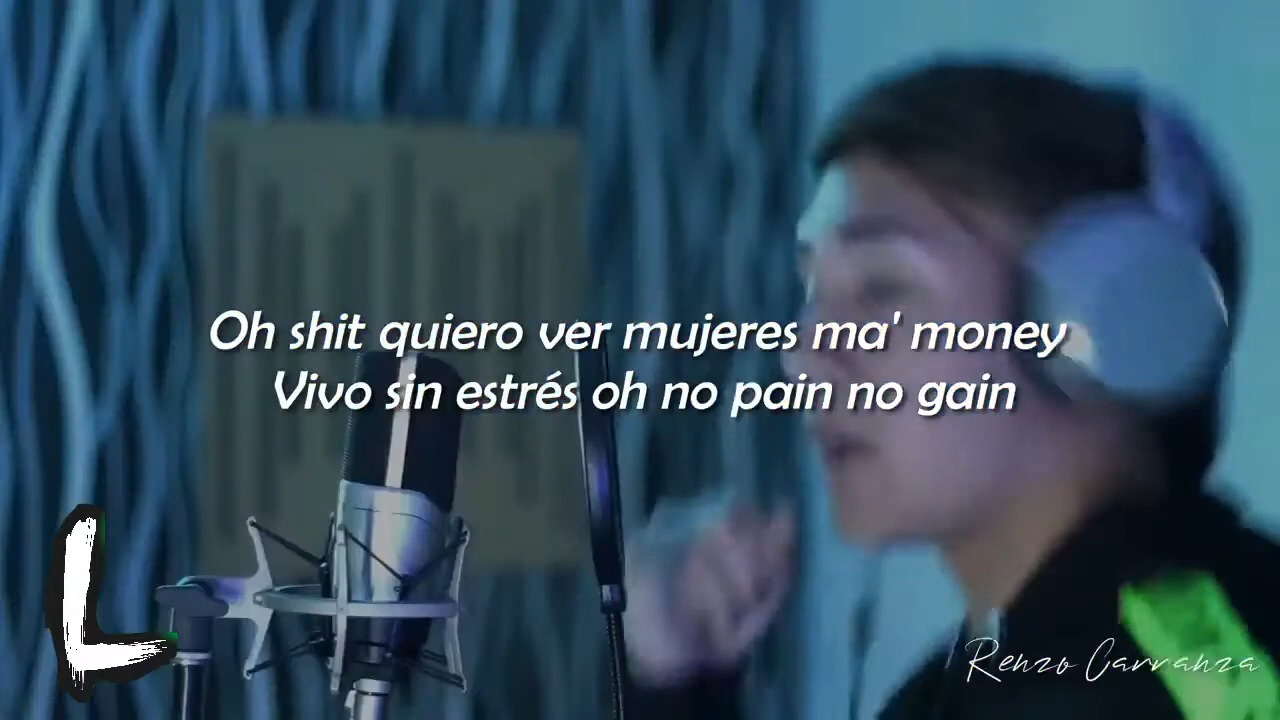 Oh shit quiero ver mujeres ma' money
Vivo sin estrés oh no pain no gain
L
Renzo Carranza